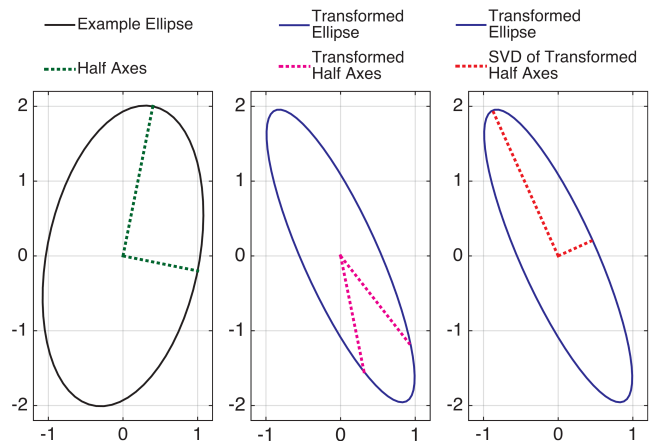 Example Ellipse
Half Axes
Transformed
Ellipse
Transformed
Half Axes
Transformed
Ellipse
SVD of Transformed
Half Axes
2
1
0
-1
-2
-1
0
1
2
1
0
-1
-2
-1
0
1
2
1
0
-1
-2
-1
0
1